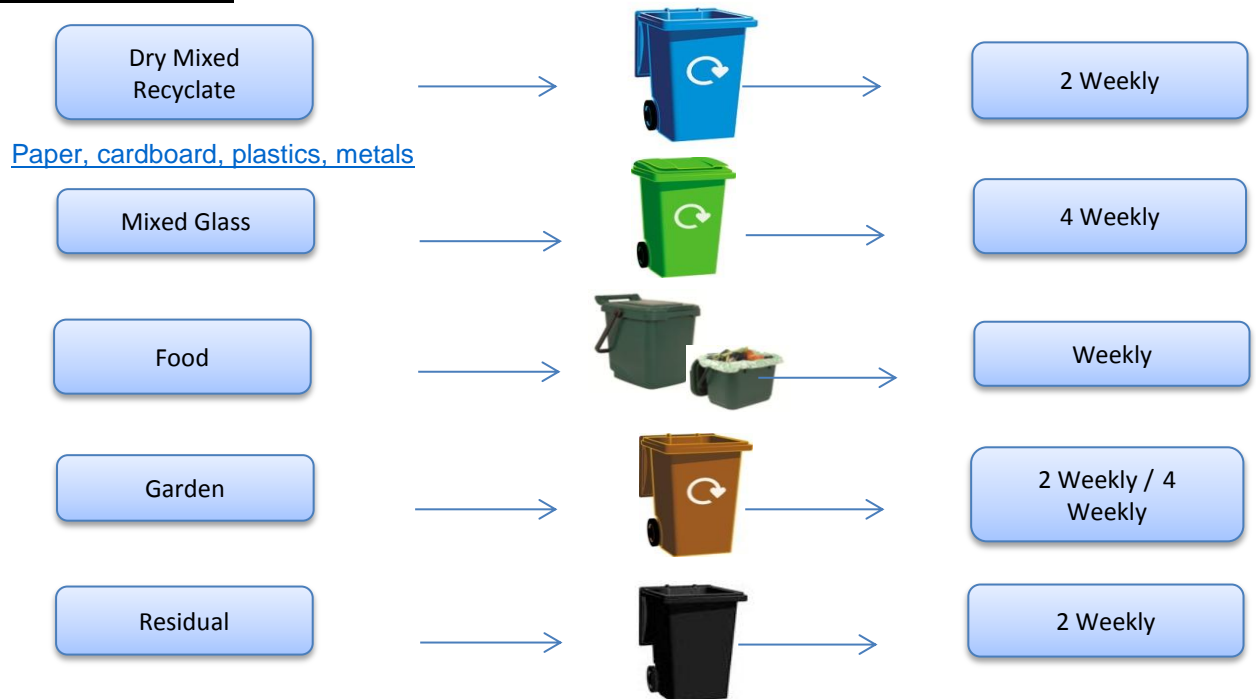 Dry Mixed
Recyclate
2 Weekly
Paper, cardboard, plastics, metals
Mixed Glass
4 Weekly
Food
Weekly
Garden
2 Weekly / 4
Weekly
Residual
2 Weekly